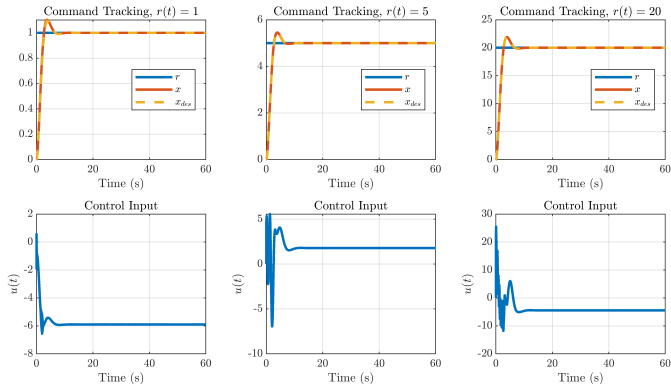 Command Tracking, r(t) = 1
1
0.8
0.6
0.4
0.2
0
0 20 40 60
Time (s)
r
x
x_des
Command Tracking, r(t) = 5
6
4
2
0
0 20 40 60
Time (s)
r
x
x_des
Command Tracking, r(t) = 20
25
20
15
10
5
0
0 20 40 60
Time (s)
r
x
x_des
Control Input
u(t)
2
0
-2
-4
-6
-8
0 20 40 60
Time (s)
Control Input
u(t)
5
0
-5
-10
0 20 40 60
Time (s)
Control Input
u(t)
30
20
10
0
-10
-20
0 20 40 60
Time (s)